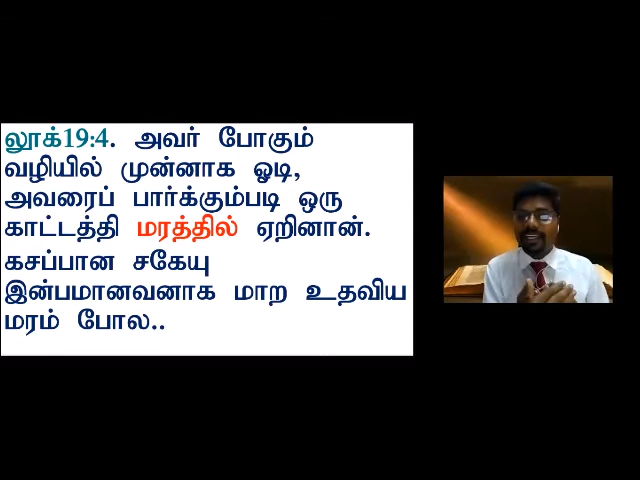 லூக்19:4. அவர் போகும்
வழியில் முன்னாக ஓடி,
அவரைப் பார்க்கும்படி ஒரு
காட்டத்தி மரத்தில் ஏறினான்.
கசப்பான சகேயு
இன்பமானவனாக மாற உதவிய
மரம் போல..